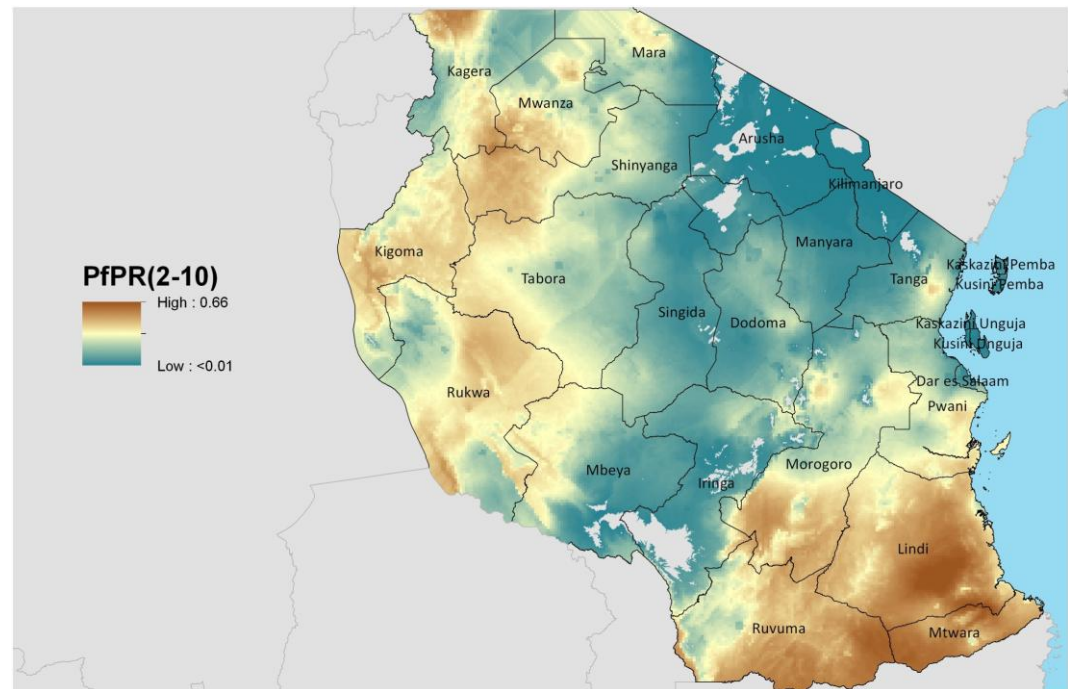 Mara
Kagera
Mwanza
Arusha
Shinyanga
Kilimanjaro
Kigoma
Manyara
Kaskazini Pemba
Tanga
Kusini Pemba
PfPR(2-10)
Tabora
High : 0.66
Singida
Dodoma
Kaskazini Unguja
Kusini Unguja
Low : <0.01
Dar es Salaam
Rukwa
Pwani
Mbeya
Morogoro
Iringa
Lindi
Ruvuma
Mtwara